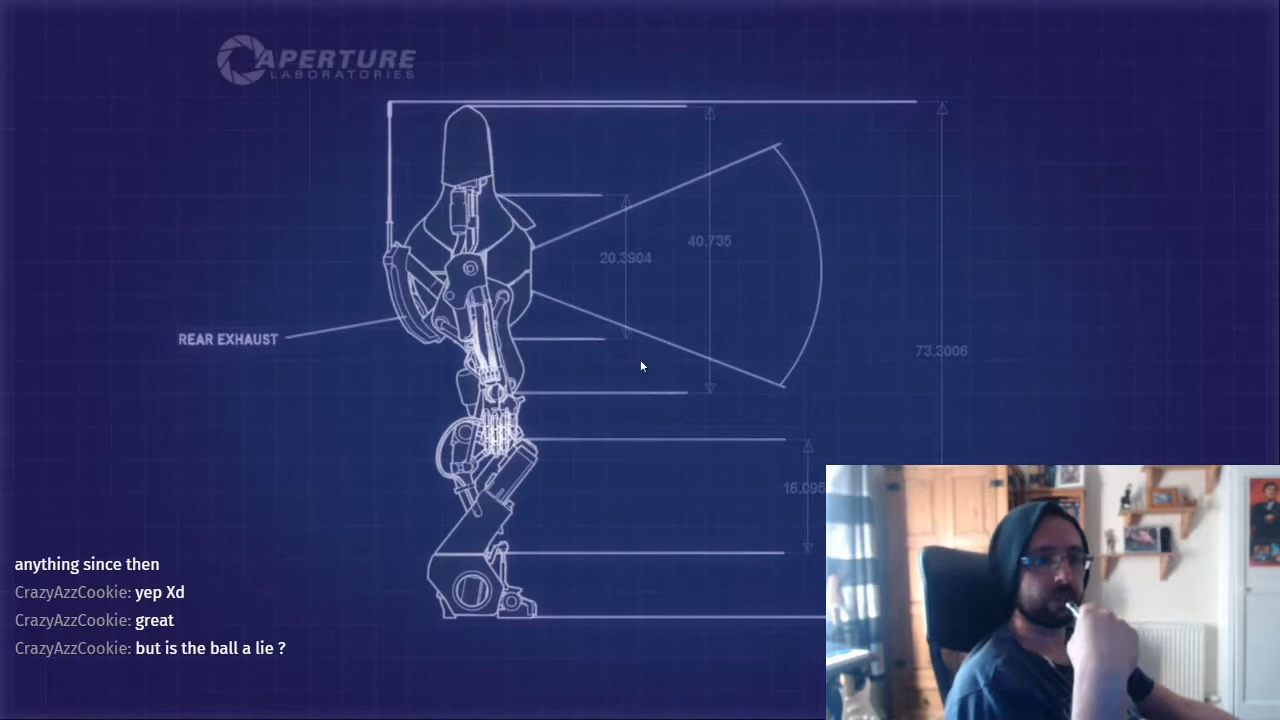 APERTURE
LABORATORIES
40.735
20.3904
REAR EXHAUST
73.3006
16.095
anything since then
CrazyAzzCookie: yep Xd
CrazyAzzCookie: great
CrazyAzzCookie: but is the ball a lie ?